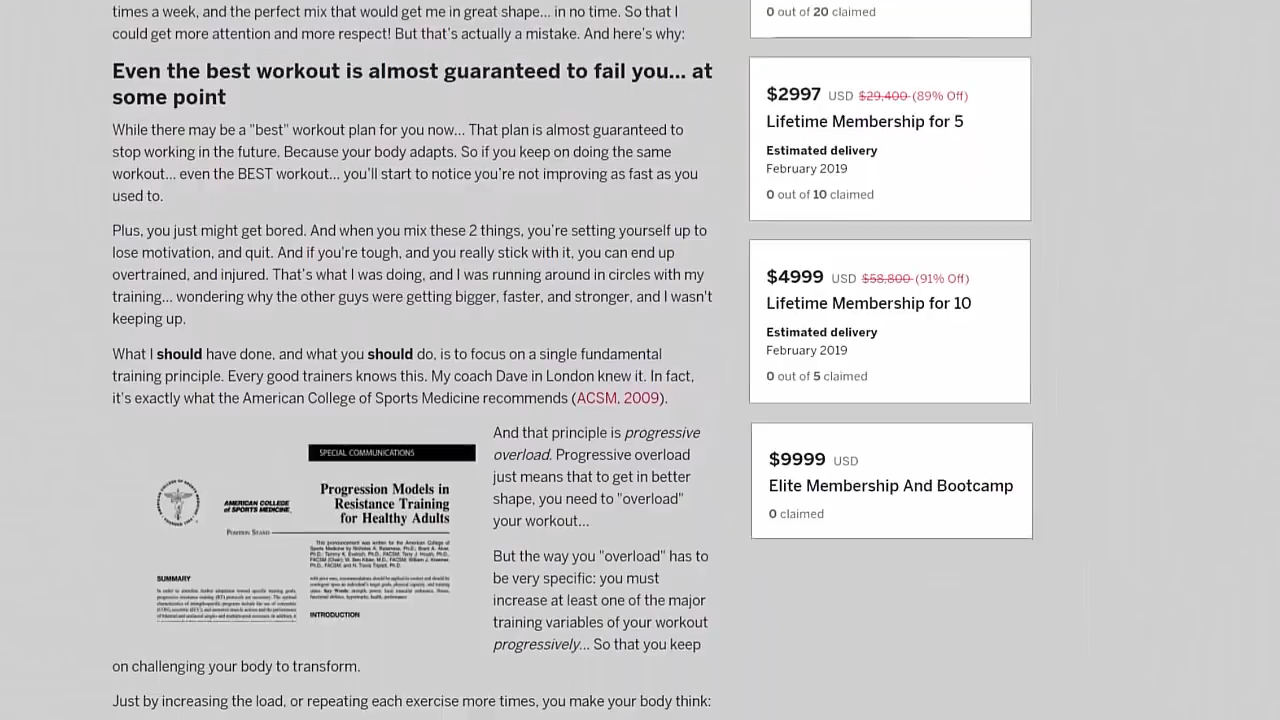 times a week, and the perfect mix that would get me in great shape... in no time. So that I
could get more attention and more respect! But that's actually a mistake. And here's why:
Even the best workout is almost guaranteed to fail you... at
some point
While there may be a "best" workout plan for you now... That plan is almost guaranteed to
stop working in the future. Because your body adapts. So if you keep on doing the same
workout... even the BEST workout... you'll start to notice you're not improving as fast as you
used to.
Plus, you just might get bored. And when you mix these 2 things, you're setting yourself up to
lose motivation, and quit. And if you're tough, and you really stick with it, you can end up
overtrained, and injured. That's what I was doing, and I was running around in circles with my
training... wondering why the other guys were getting bigger, faster, and stronger, and I wasn't
keeping up.
What I should have done, and what you should do, is to focus on a single fundamental
training principle. Every good trainers knows this. My coach Dave in London knew it. In fact,
it's exactly what the American College of Sports Medicine recommends (ACSM, 2009).
SPECIAL COMMUNICATIONS
AMERICAN COLLEGE
of SPORTS MEDICINE
POSITION STAND
Progression Models in
Resistance Training
for Healthy Adults
SUMMARY
INTRODUCTION
And that principle is progressive
overload. Progressive overload
just means that to get in better
shape, you need to "overload"
your workout...
But the way you "overload" has to
be very specific: you must
increase at least one of the major
training variables of your workout
progressively... So that you keep
on challenging your body to transform.
Just by increasing the load, or repeating each exercise more times, you make your body think:
0 out of 20 claimed
$2997 USD $29,400 (89% Off)
Lifetime Membership for 5
Estimated delivery
February 2019
0 out of 10 claimed
$4999 USD $58,800 (91% Off)
Lifetime Membership for 10
Estimated delivery
February 2019
0 out of 5 claimed
$9999 USD
Elite Membership And Bootcamp
0 claimed